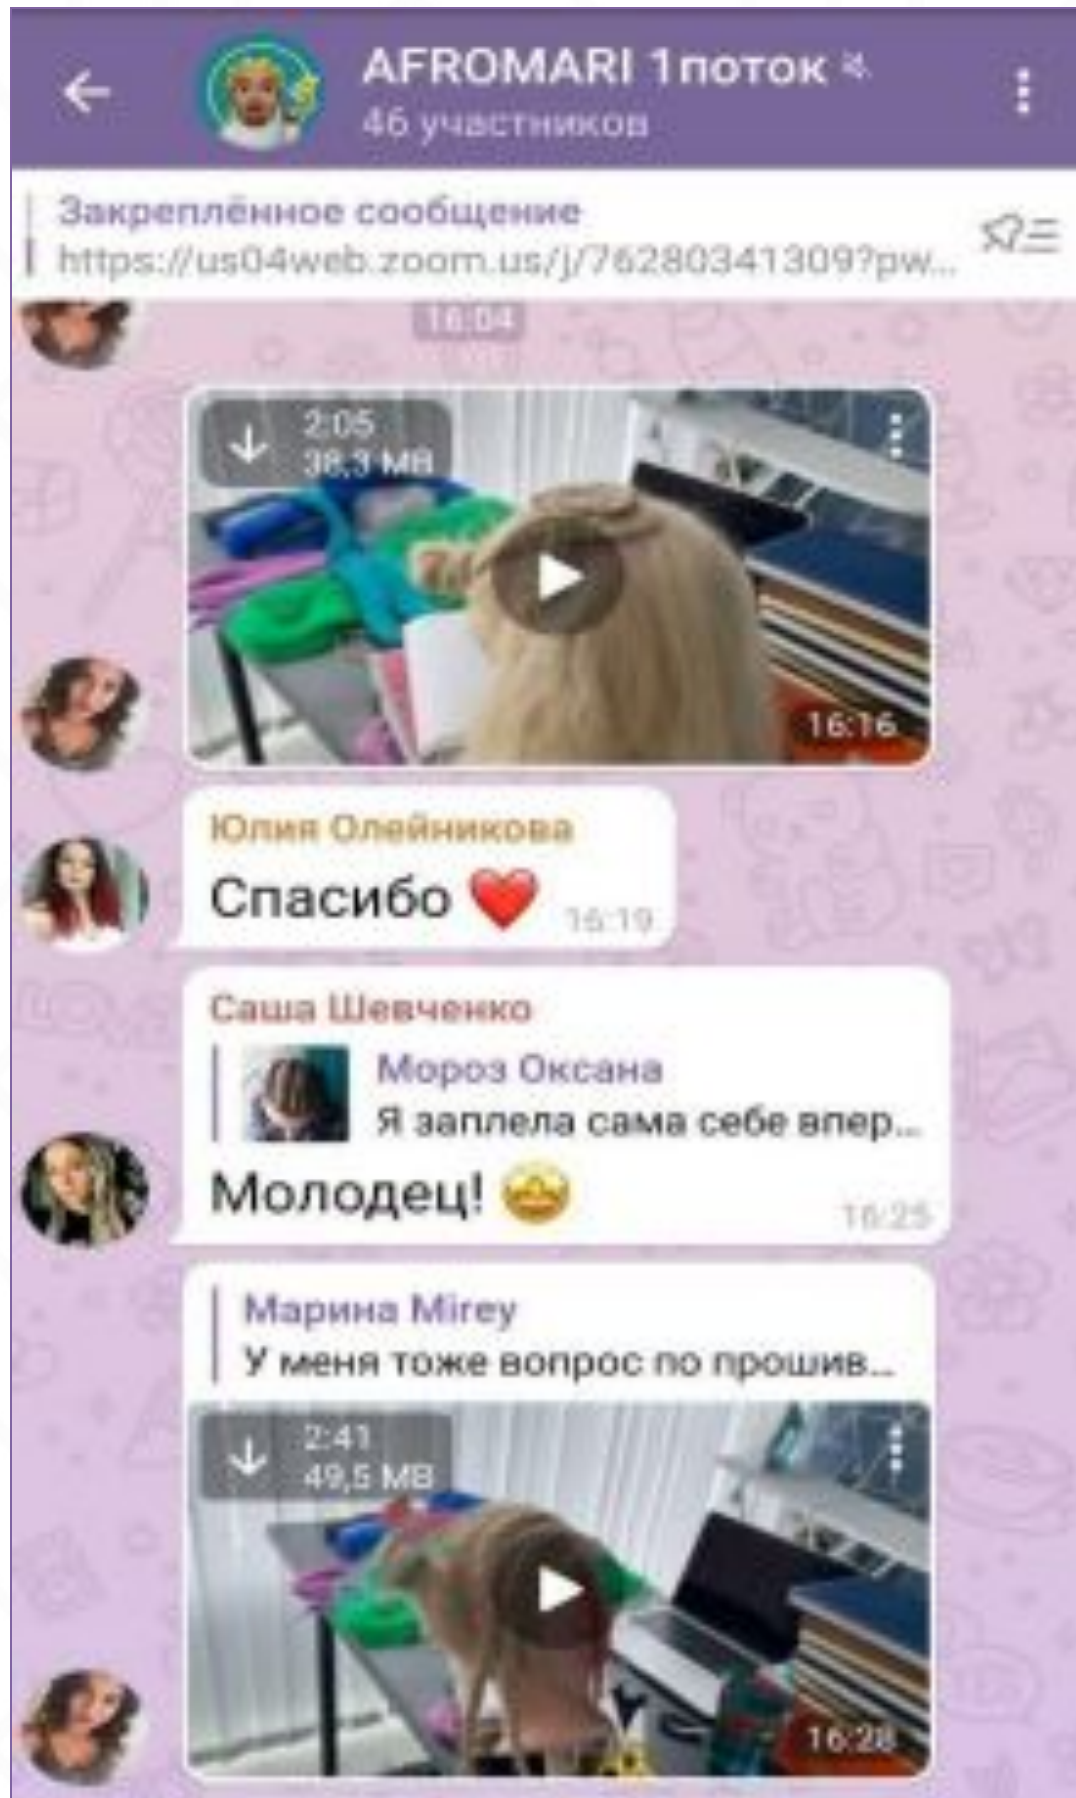 AFROMARI 1 поток
46 участников
Закреплённое сообщение
https://us04web.zoom.us/j/76280341309?pw...
16:04
2:05
38,3 MB
16:16
Юлия Олейникова
Спасибо ❤️
16:19
Саша Шевченко
Мороз Оксана
Я заплела сама себе впер...
Молодец! 🤩
16:25
Марина Mirey
У меня тоже вопрос по прошив...
2:41
49,5 MB
16:28